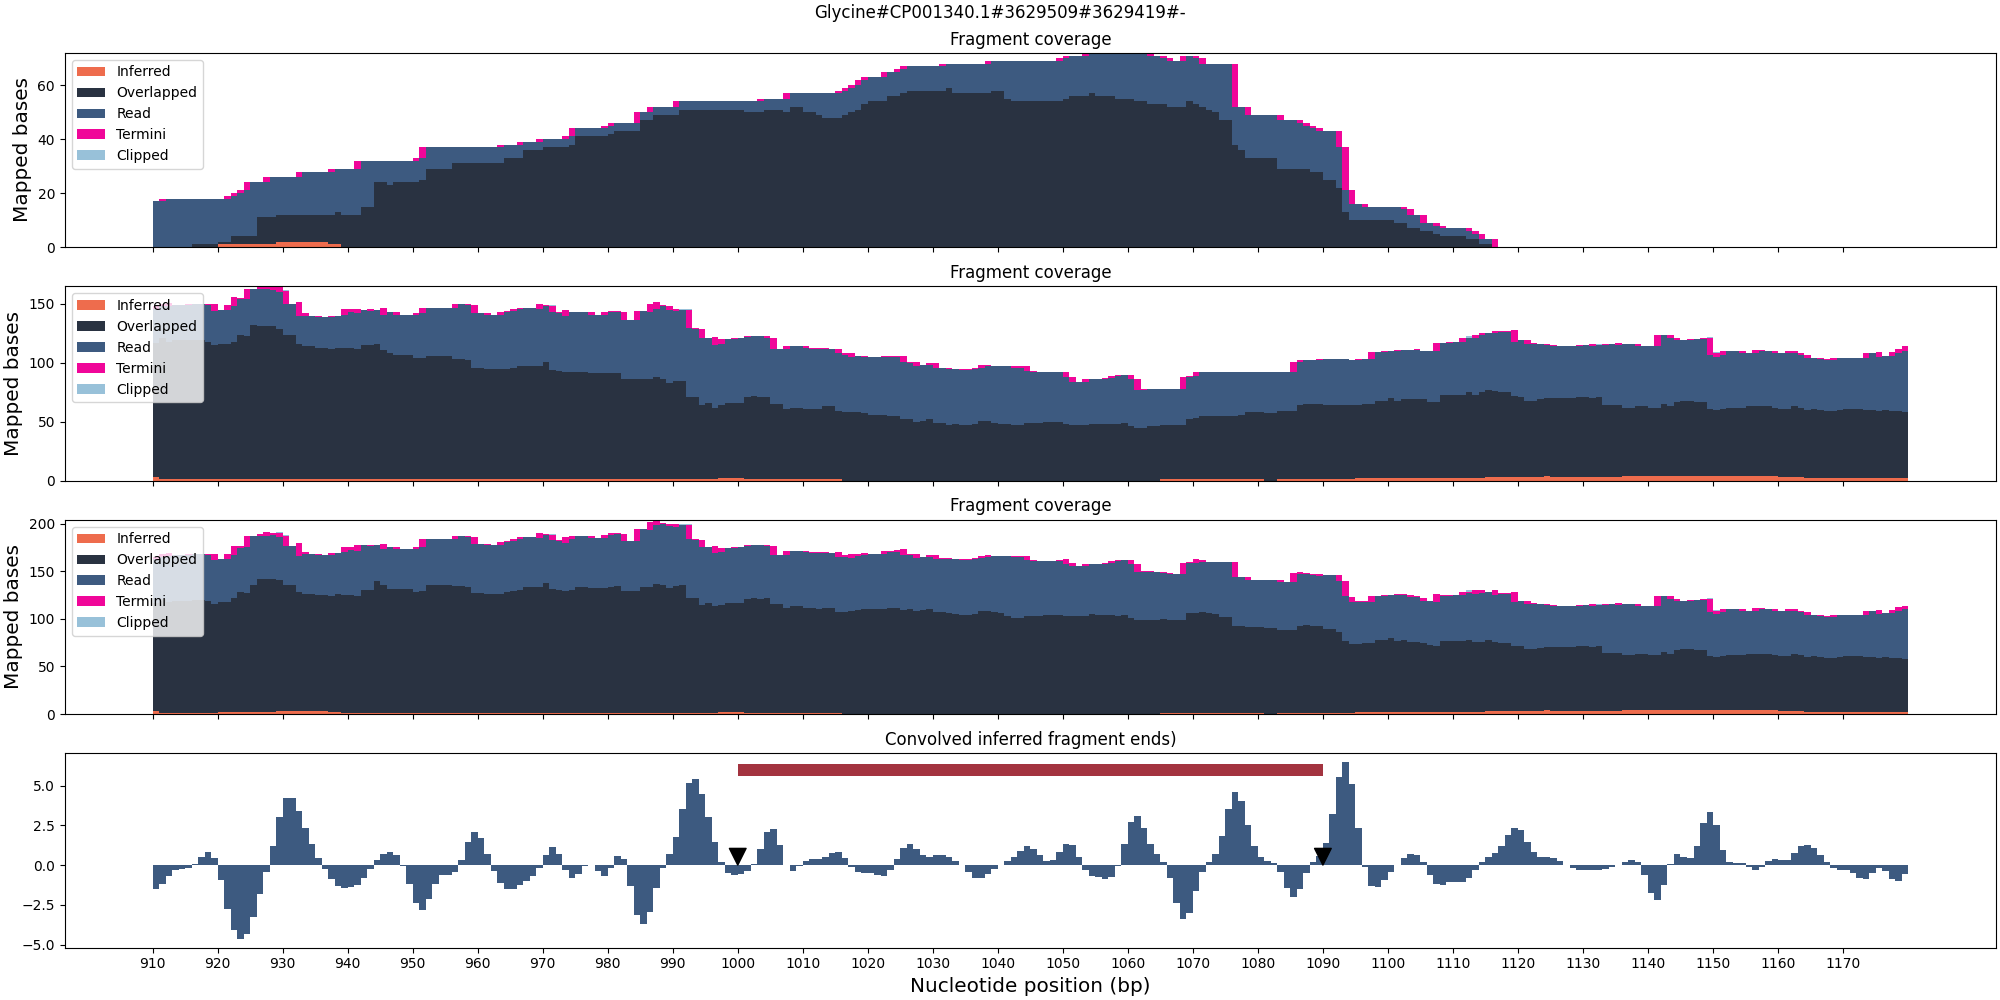 Glycine#CP001340.1#3629509#3629419#-
Fragment coverage
Mapped bases
60
40
20
0
Inferred
Overlapped
Read
Termini
Clipped
Fragment coverage
Mapped bases
150
100
50
0
Inferred
Overlapped
Read
Termini
Clipped
Fragment coverage
Mapped bases
200
150
100
50
0
Inferred
Overlapped
Read
Termini
Clipped
Convolved inferred fragment ends)
5.0
2.5
0.0
−2.5
−5.0
910 920 930 940 950 960 970 980 990 1000 1010 1020 1030 1040 1050 1060 1070 1080 1090 1100 1110 1120 1130 1140 1150 1160 1170
Nucleotide position (bp)